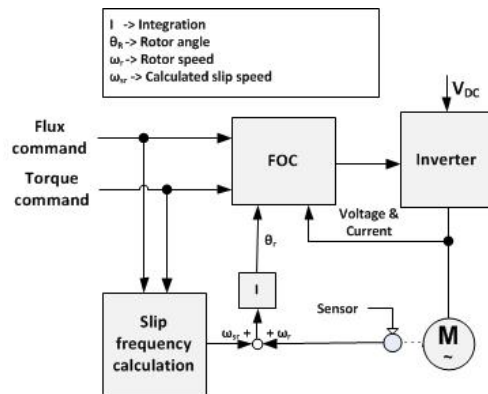 I -> Integration
θR-> Rotor angle
ωr-> Rotor speed
ωsr-> Calculated slip speed
VDC
Flux
command
FOC
Inverter
Torque
command
Voltage &
Current
θr
I
Sensor
Slip
frequency
calculation
ωsr + + ωr
M
~